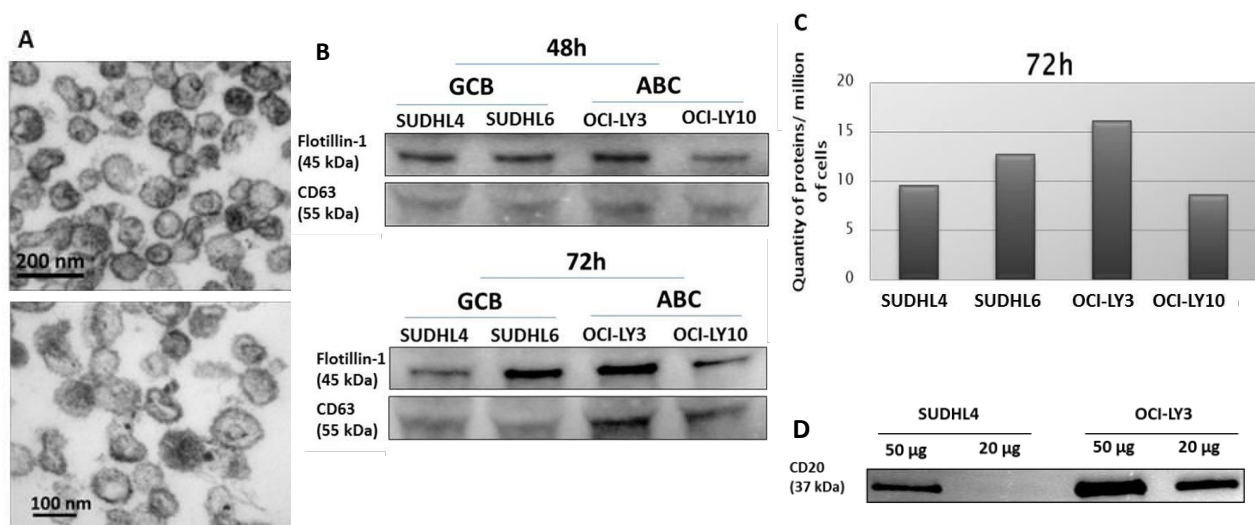 A
200 nm
100 nm
B
48h
GCB ABC
SUDHL4 SUDHL6 OCI-LY3 OCI-LY10
Flotillin-1
(45 kDa)
CD63
(55 kDa)
72h
GCB ABC
SUDHL4 SUDHL6 OCI-LY3 OCI-LY10
Flotillin-1
(45 kDa)
CD63
(55 kDa)
C
72h
Quantity of proteins/ million
of cells
20
15
10
5
0
SUDHL4 SUDHL6 OCI-LY3 OCI-LY10
D
SUDHL4 OCI-LY3
50 µg 20 µg 50 µg 20 µg
CD20
(37 kDa)